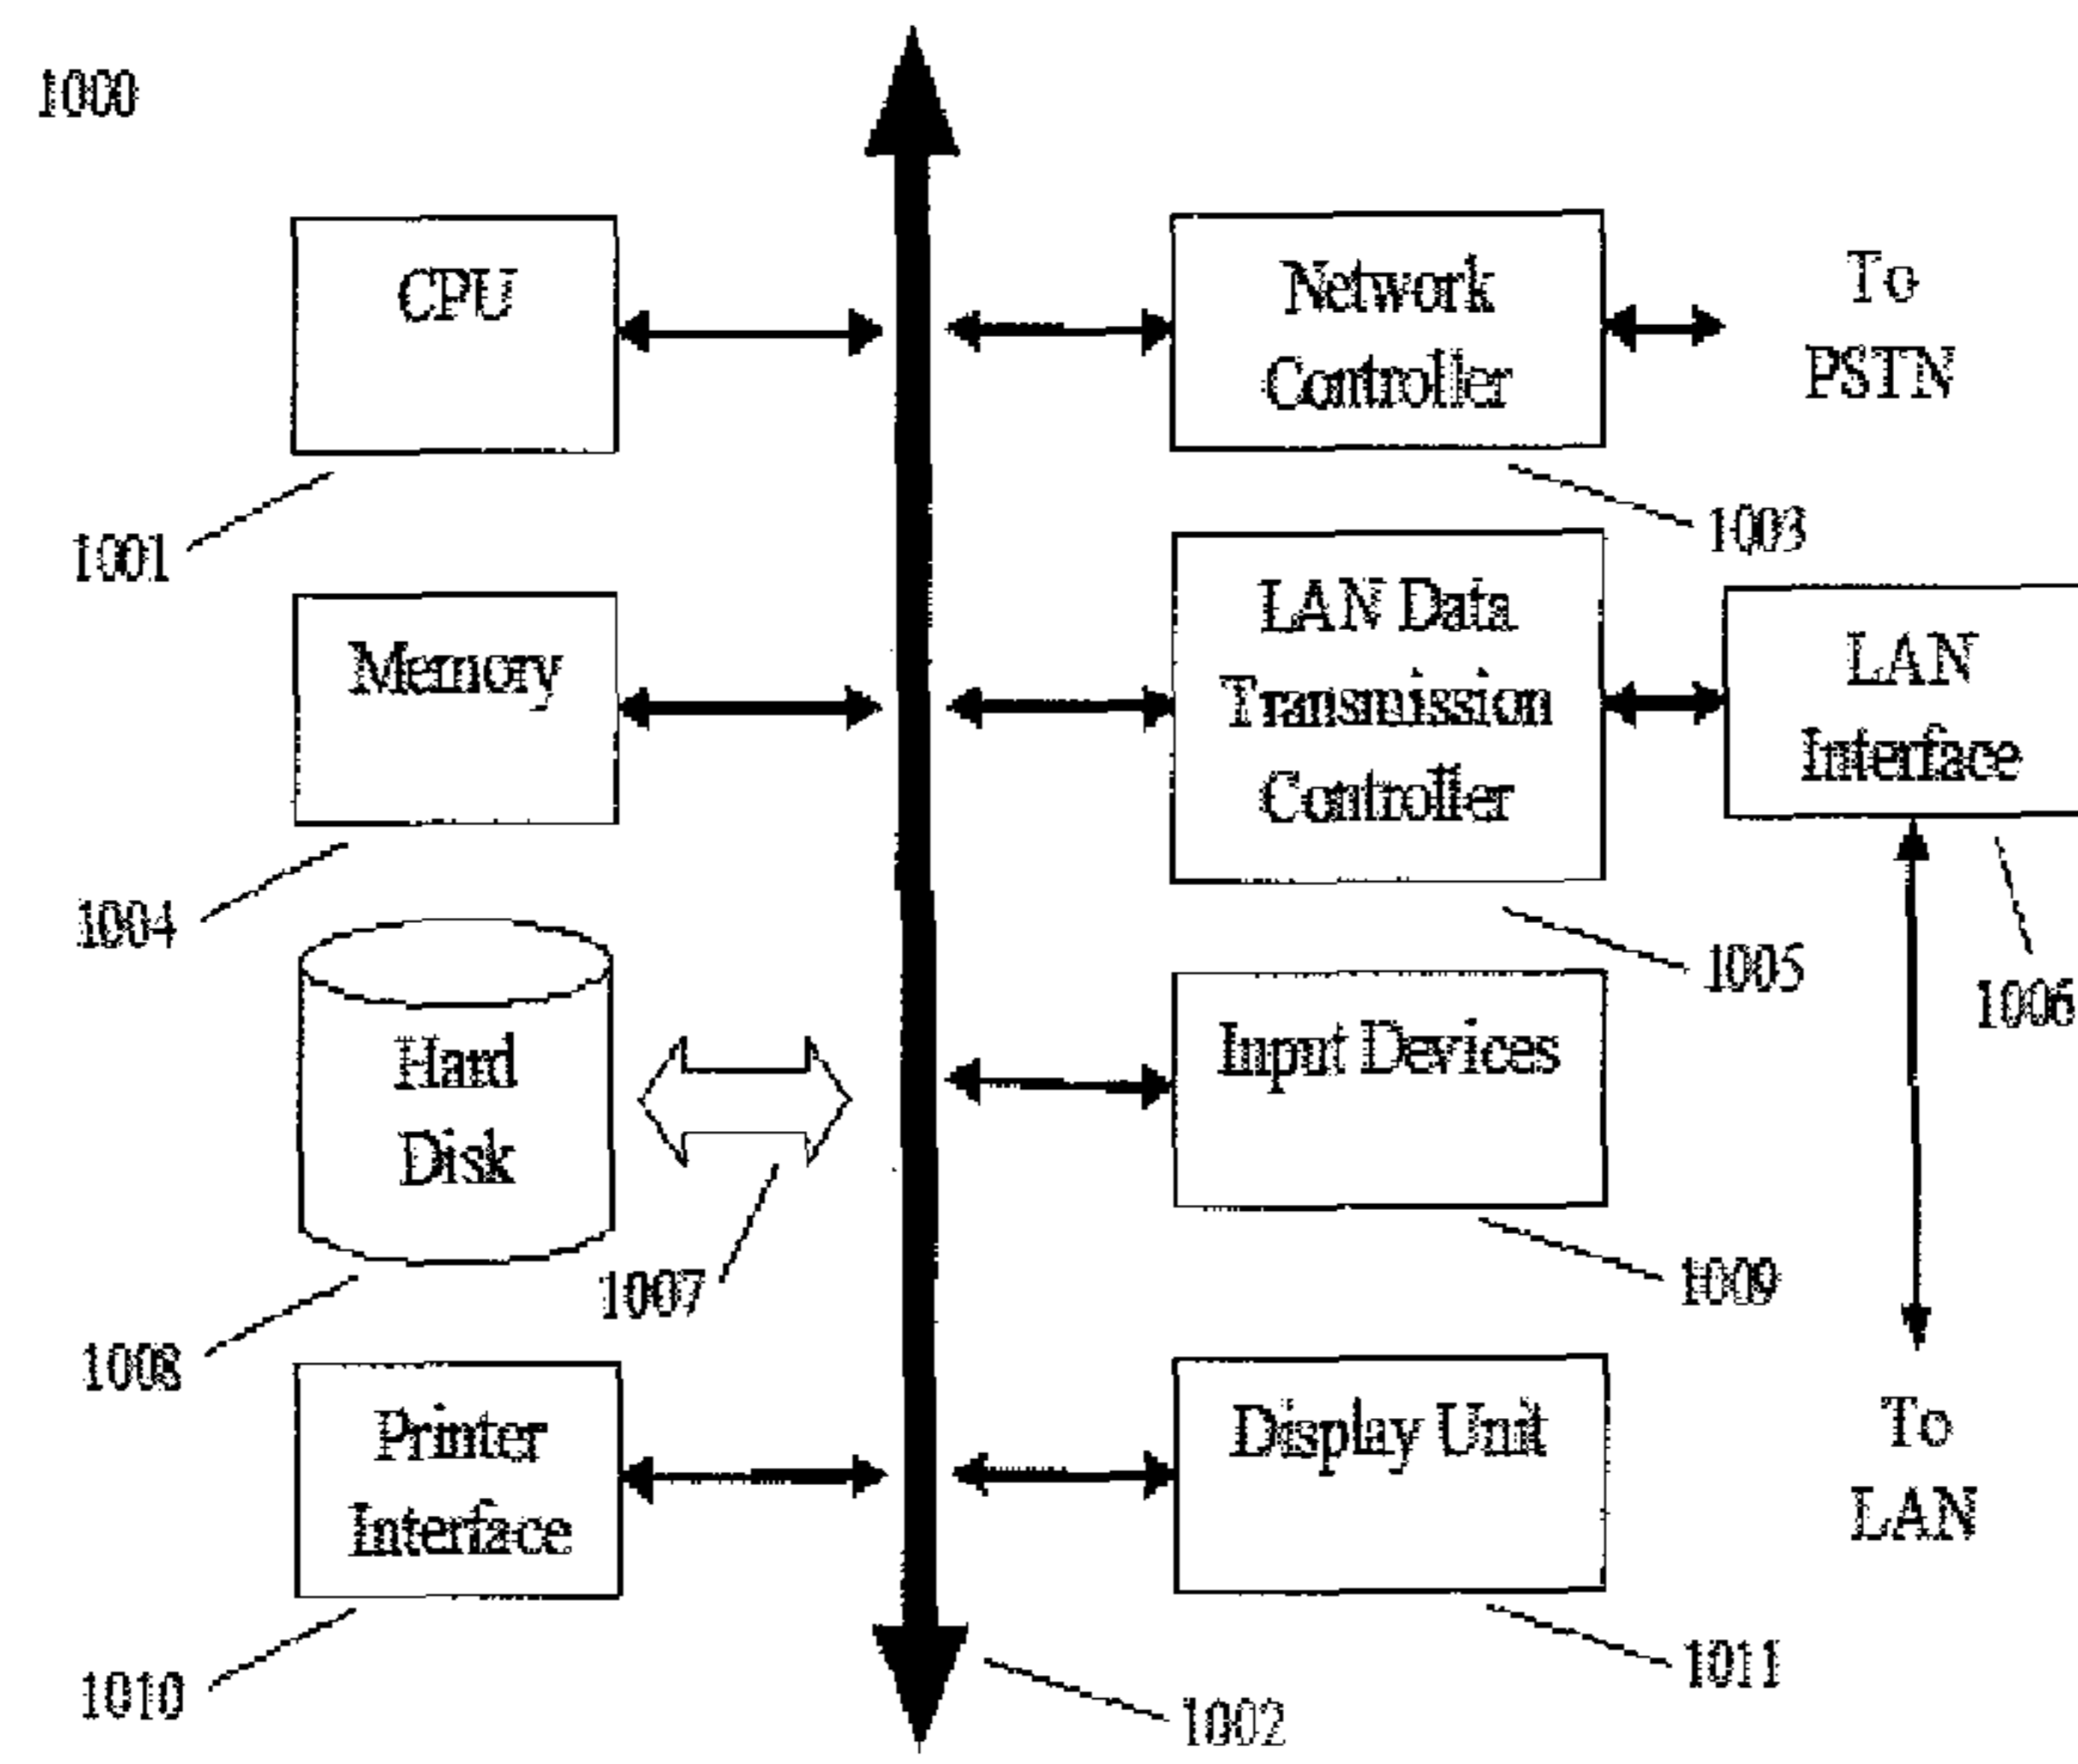 1000
CPU
1001
Network
Controller
To
PSTN
1003
Memory
1004
LAN Data
Transmission
Controller
1005
LAN
Interface
1006
Hard
Disk
1007
1008
Input Devices
1009
Printer
Interface
1010
Display Unit
1011
To
LAN
1002